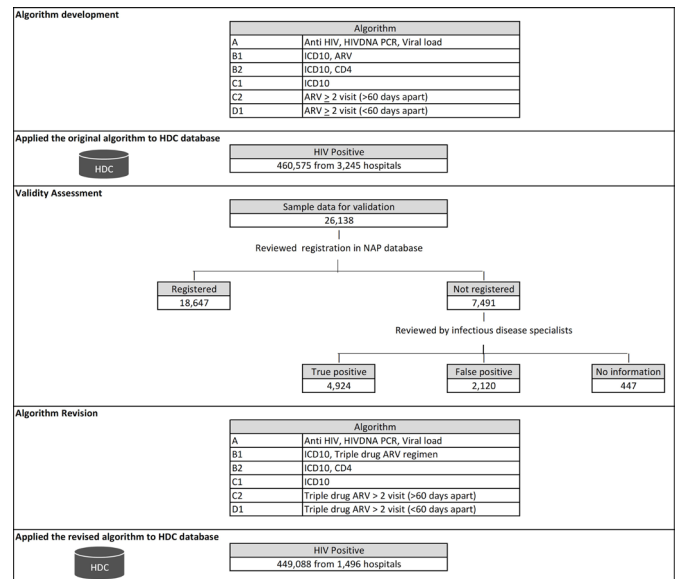 Algorithm development
Algorithm
A Anti HIV, HIVDNA PCR, Viral load
B1 ICD10, ARV
B2 ICD10, CD4
C1 ICD10
C2 ARV ≥ 2 visit (>60 days apart)
D1 ARV ≥ 2 visit (<60 days apart)
Applied the original algorithm to HDC database
HDC
HIV Positive
460,575 from 3,245 hospitals
Validity Assessment
Sample data for validation
26,138
Reviewed registration in NAP database
Registered Not registered
18,647 7,491
Reviewed by infectious disease specialists
True positive False positive No information
4,924 2,120 447
Algorithm Revision
Algorithm
A Anti HIV, HIVDNA PCR, Viral load
B1 ICD10, Triple drug ARV regimen
B2 ICD10, CD4
C1 ICD10
C2 Triple drug ARV > 2 visit (>60 days apart)
D1 Triple drug ARV > 2 visit (<60 days apart)
Applied the revised algorithm to HDC database
HDC
HIV Positive
449,088 from 1,496 hospitals